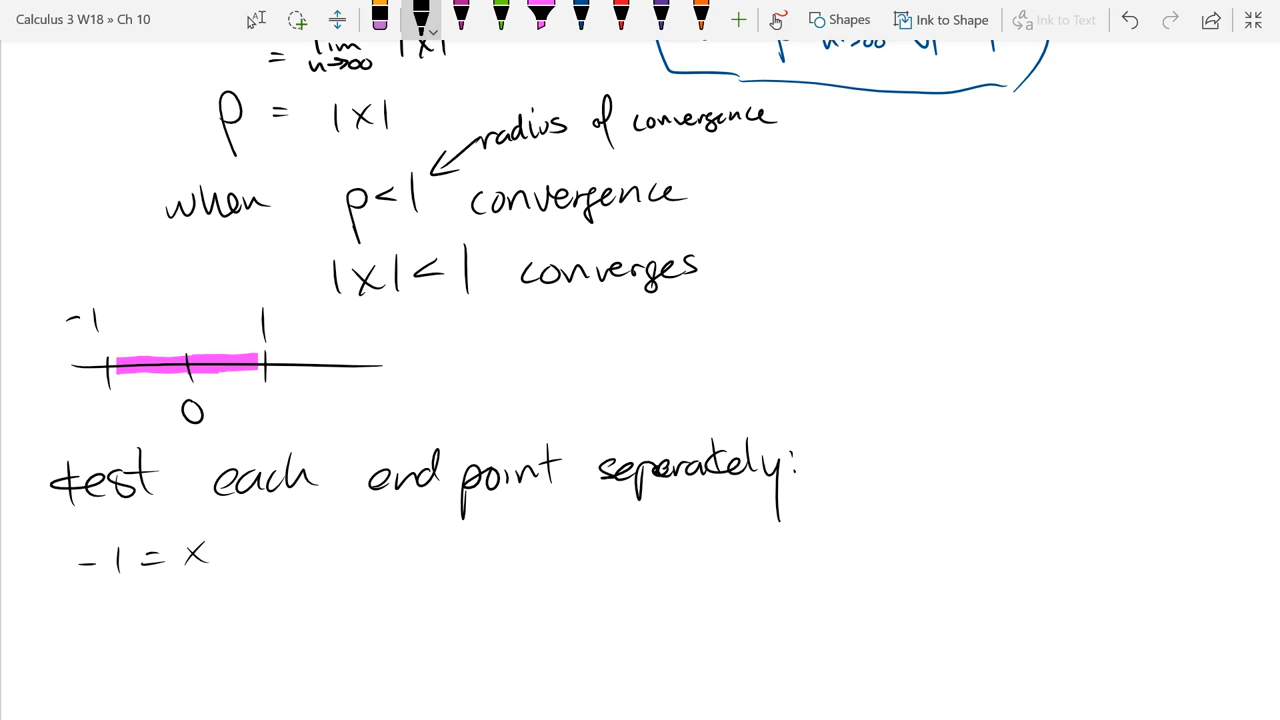 Calculus 3 W18 » Ch 10
Shapes
Ink to Shape
Ink to Text
= lim |x|
n→∞
ρ = |x|
radius of convergence
when ρ<1 convergence
|x|<1 converges
-1 1
0
test each end point seperately:
-1 = x